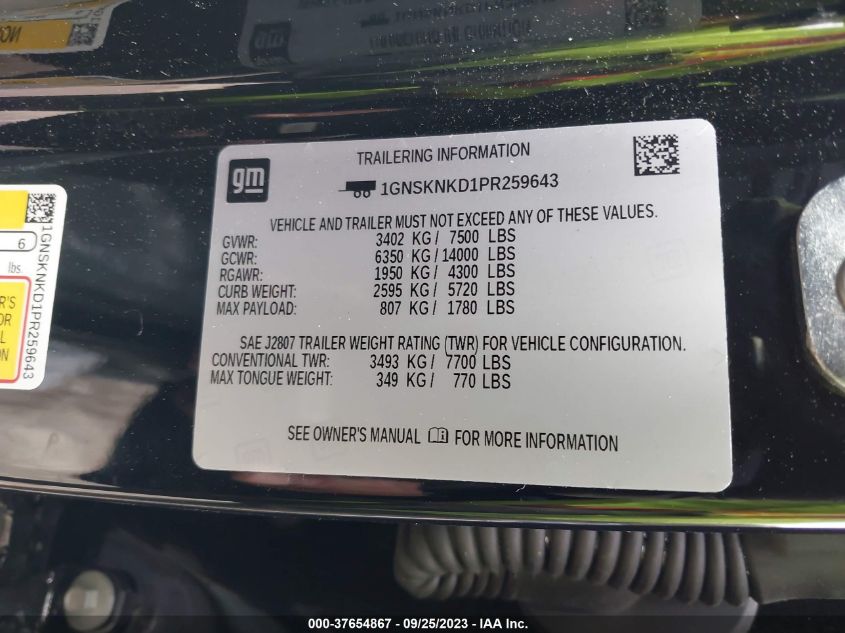 gm
TRAILERING INFORMATION
1GNSKNKD1PR259643
VEHICLE AND TRAILER MUST NOT EXCEED ANY OF THESE VALUES.
GVWR: 3402 KG / 7500 LBS
GCWR: 6350 KG / 14000 LBS
RGAWR: 1950 KG / 4300 LBS
CURB WEIGHT: 2595 KG / 5720 LBS
MAX PAYLOAD: 807 KG / 1780 LBS
SAE J2807 TRAILER WEIGHT RATING (TWR) FOR VEHICLE CONFIGURATION.
CONVENTIONAL TWR: 3493 KG / 7700 LBS
MAX TONGUE WEIGHT: 349 KG / 770 LBS
SEE OWNER'S MANUAL FOR MORE INFORMATION
6
lbs.
1GNSKNKD1PR259643
000-37654867 - 09/25/2023 - IAA Inc.